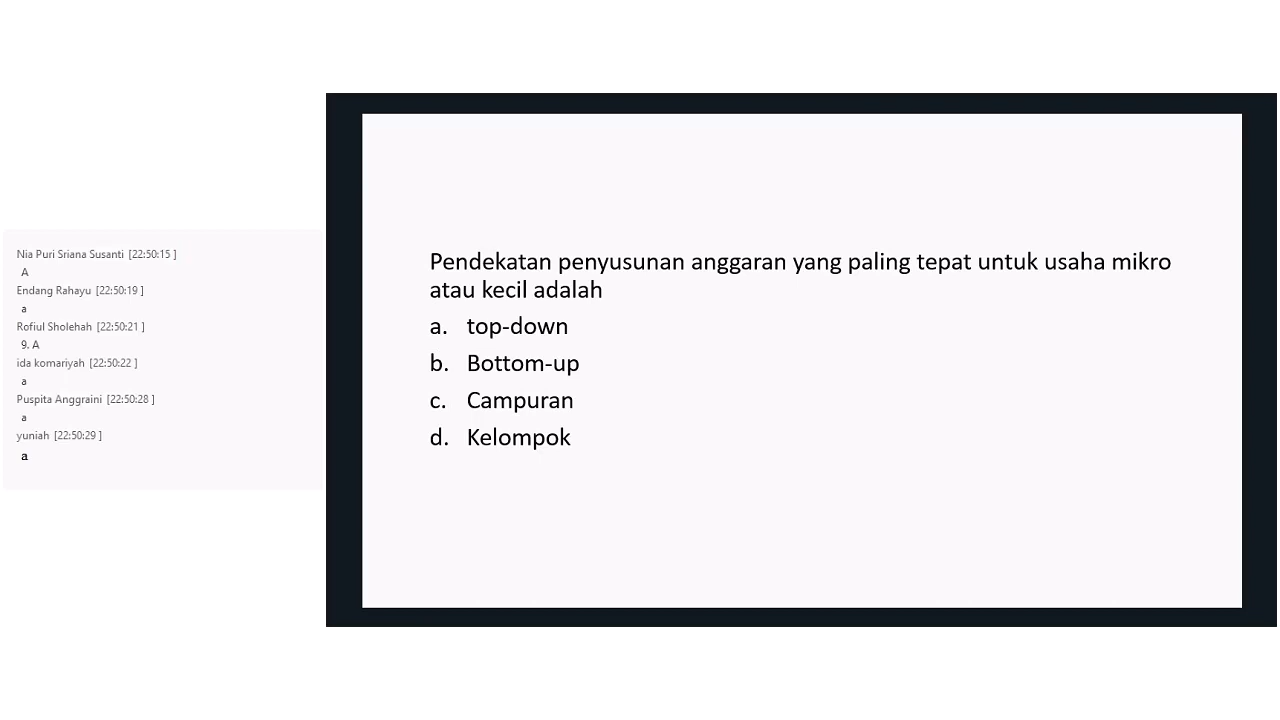 Nia Puri Sriana Susanti [22:50:15 ]
A
Endang Rahayu [22:50:19 ]
a
Rofiul Sholehah [22:50:21 ]
9. A
ida komariyah [22:50:22 ]
a
Puspita Anggraini [22:50:28 ]
a
yuniah [22:50:29 ]
a
Pendekatan penyusunan anggaran yang paling tepat untuk usaha mikro
atau kecil adalah
a. top-down
b. Bottom-up
c. Campuran
d. Kelompok